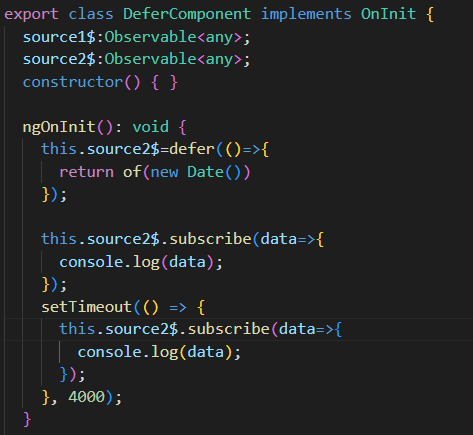 export class DeferComponent implements OnInit {
  source1$:Observable<any>;
  source2$:Observable<any>;
  constructor() { }

  ngOnInit(): void {
    this.source2$=defer(()=>{
      return of(new Date())
    });

    this.source2$.subscribe(data=>{
      console.log(data);
    });
    setTimeout(() => {
      this.source2$.subscribe(data=>{
        console.log(data);
      });
    }, 4000);
  }